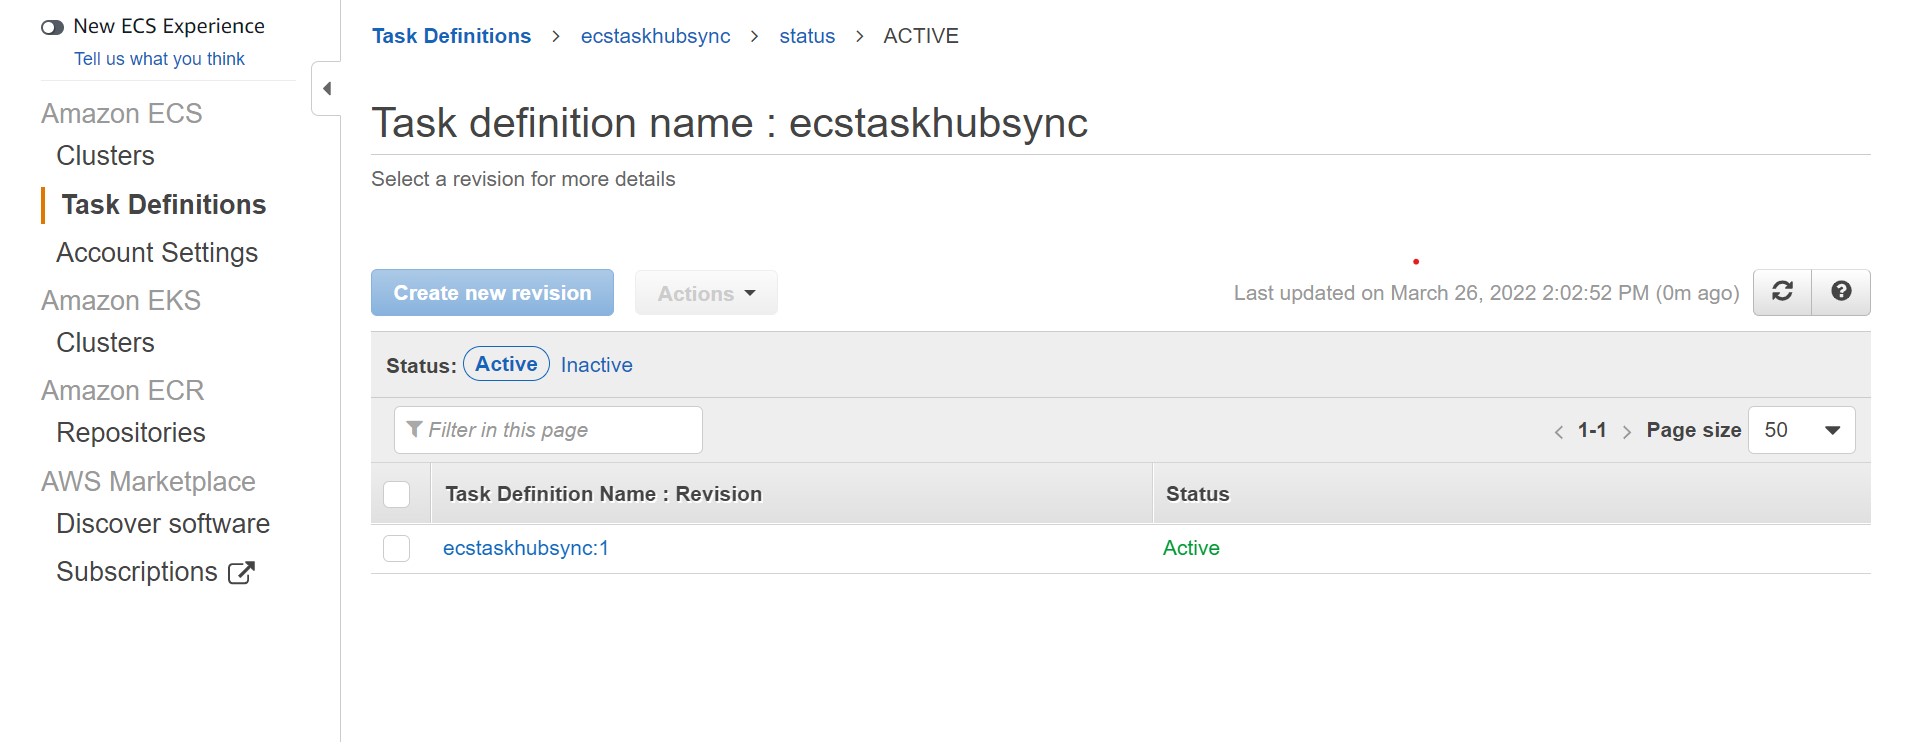 New ECS Experience
Tell us what you think
Amazon ECS
Clusters
Task Definitions
Account Settings
Amazon EKS
Clusters
Amazon ECR
Repositories
AWS Marketplace
Discover software
Subscriptions
Task Definitions > ecstaskhubsync > status > ACTIVE
Task definition name : ecstaskhubsync
Select a revision for more details
Create new revision Actions Last updated on March 26, 2022 2:02:52 PM (0m ago)
Status: Active Inactive
Filter in this page < 1-1 > Page size 50
Task Definition Name : Revision Status
ecstaskhubsync:1 Active